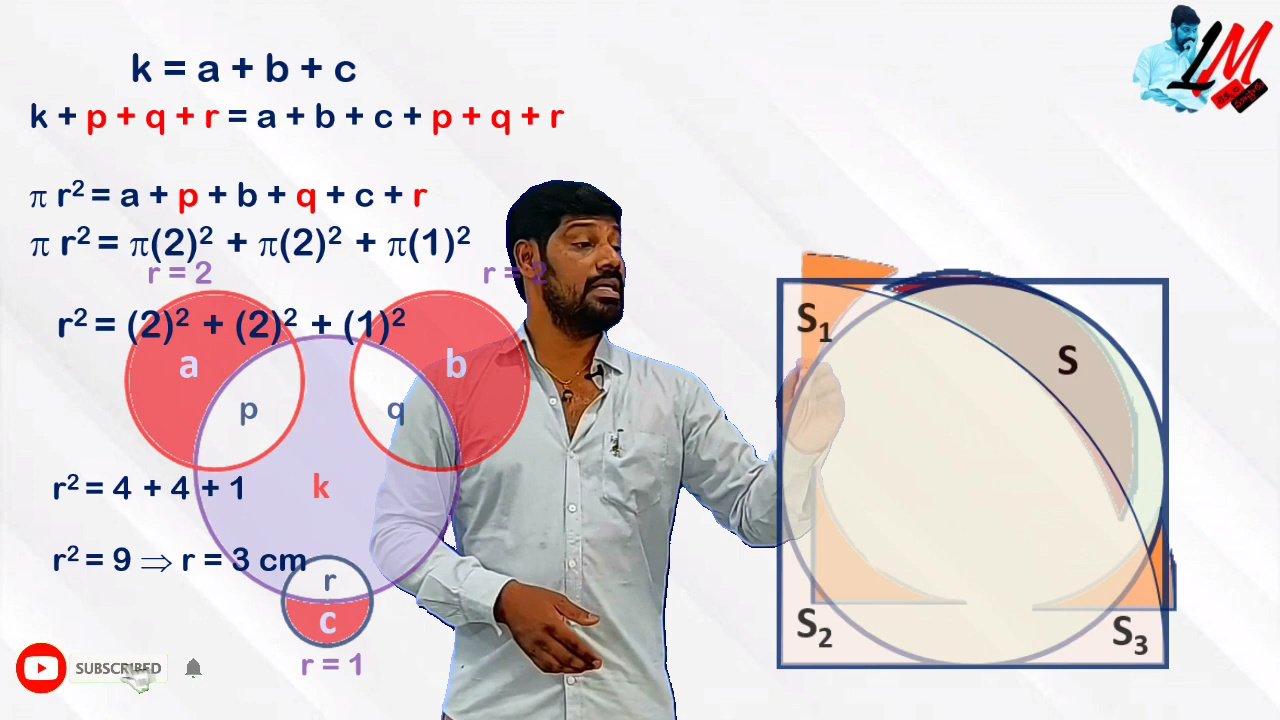 k = a + b + c
k + p + q + r = a + b + c + p + q + r
π r² = a + p + b + q + c + r
π r² = π(2)² + π(2)² + π(1)²
r = 2
r = 2
r² = (2)² + (2)² + (1)²
a
b
p
q
k
r² = 4 + 4 + 1
r² = 9 ⇒ r = 3 cm
r
c
r = 1
SUBSCRIBED
LM
S₁
S
S₂
S₃